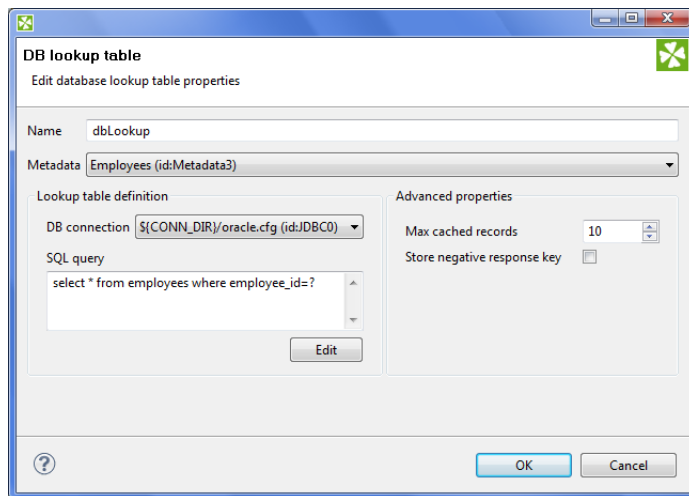 DB lookup table
Edit database lookup table properties
Name dbLookup
Metadata Employees (id:Metadata3)
Lookup table definition
DB connection ${CONN_DIR}/oracle.cfg (id:JDBC0)
SQL query
select * from employees where employee_id=?
Edit
Advanced properties
Max cached records 10
Store negative response key
?
OK Cancel